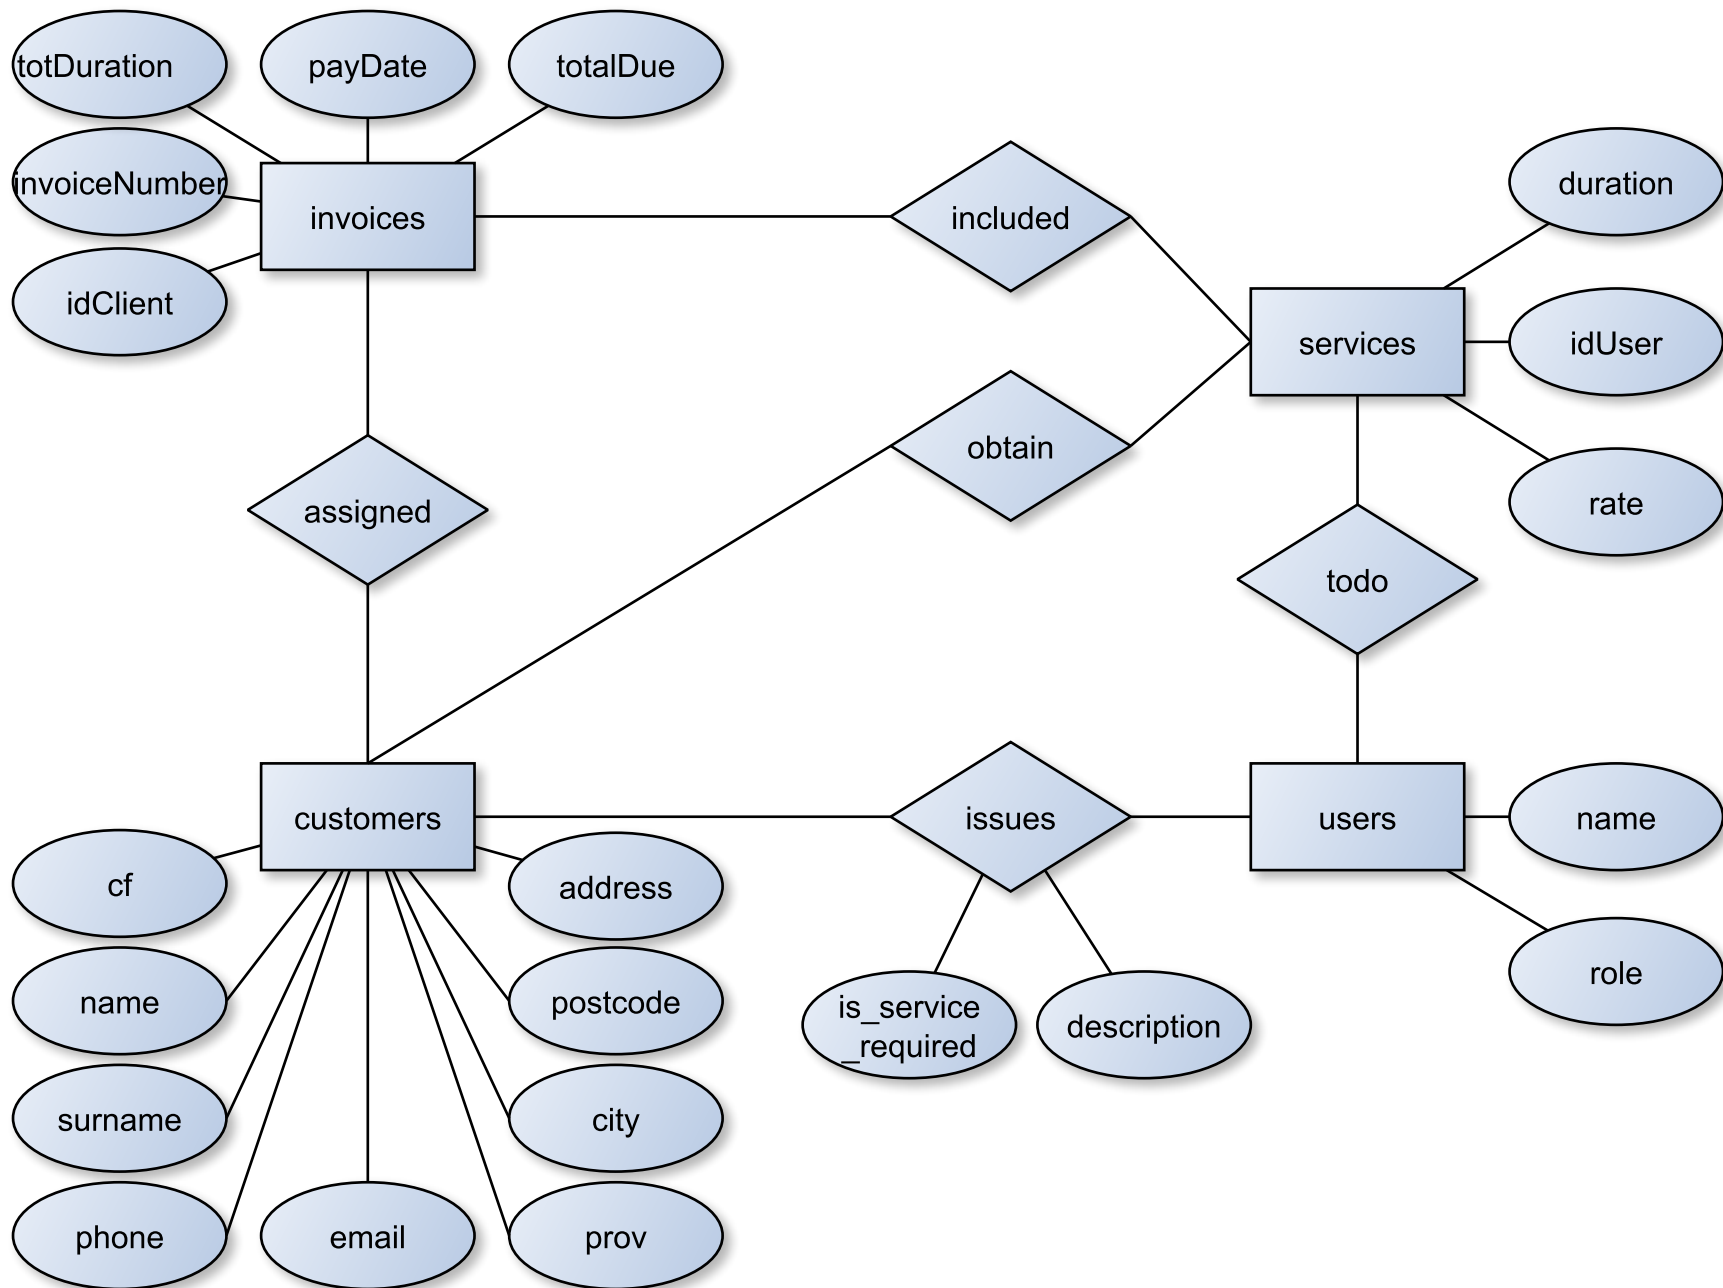 totDuration
payDate
totalDue
invoiceNumber
invoices
included
duration
idClient
services
idUser
obtain
assigned
rate
todo
customers
issues
users
name
cf
address
name
postcode
is_service
_required
description
role
surname
city
phone
email
prov